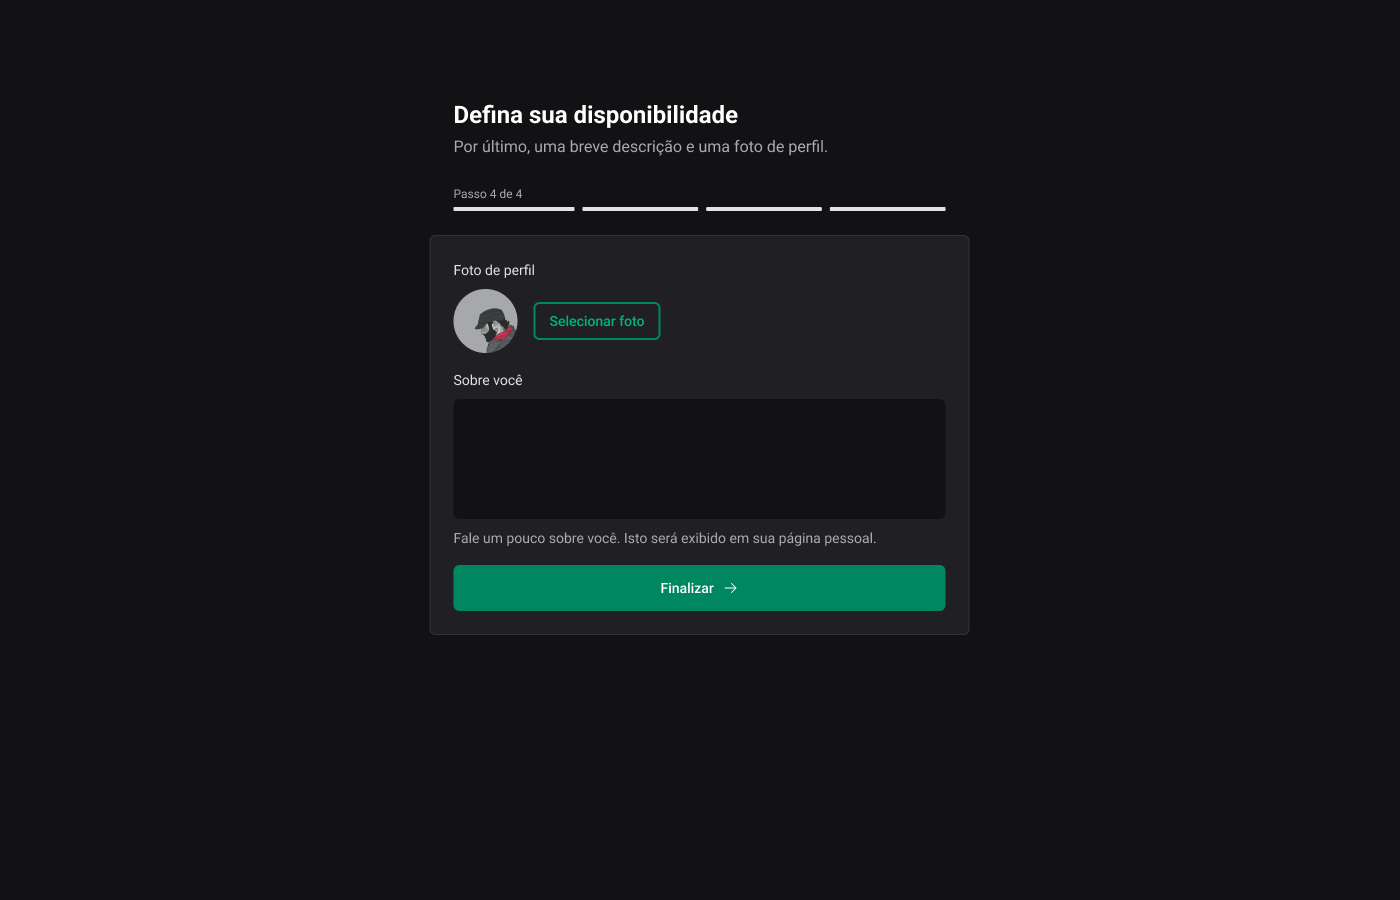 Defina sua disponibilidade
Por último, uma breve descrição e uma foto de perfil.
Passo 4 de 4
Foto de perfil
Selecionar foto
Sobre você
Fale um pouco sobre você. Isto será exibido em sua página pessoal.
Finalizar